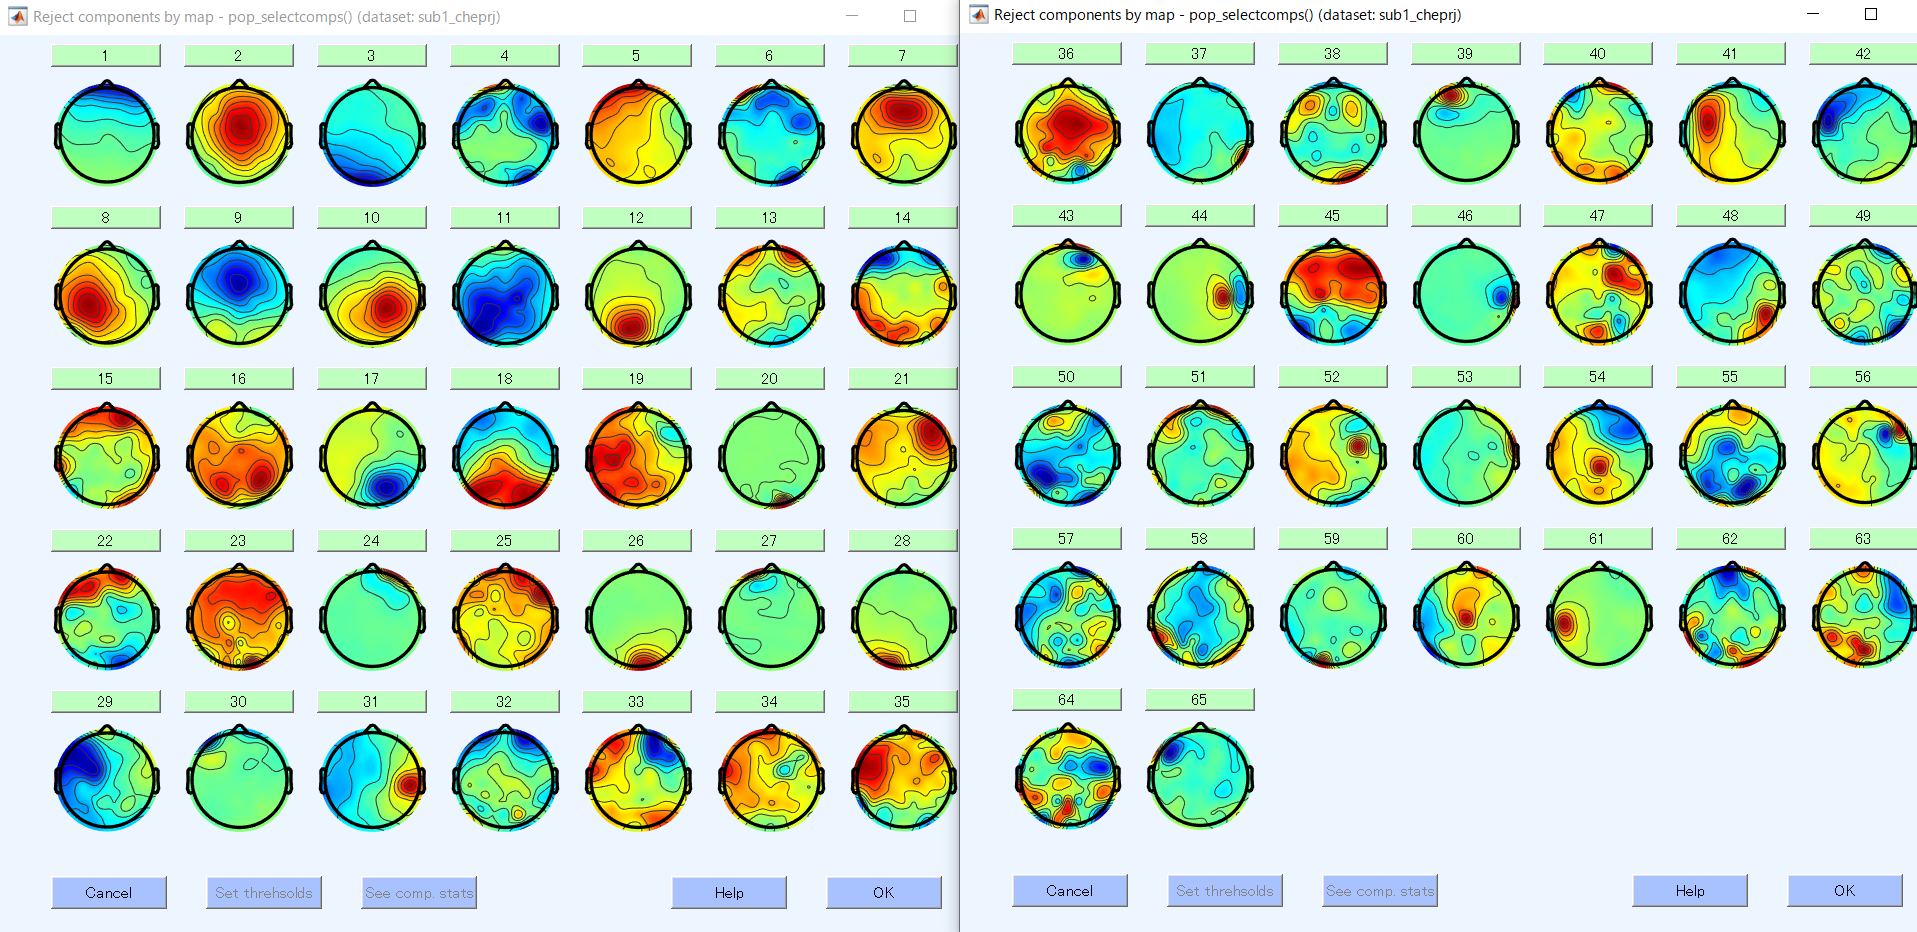 Reject components by map - pop_selectcomps() (dataset: sub1_cheprj)
1 2 3 4 5 6 7
8 9 10 11 12 13 14
15 16 17 18 19 20 21
22 23 24 25 26 27 28
29 30 31 32 33 34 35
Cancel Set threhsolds See comp. stats Help OK
Reject components by map - pop_selectcomps() (dataset: sub1_cheprj)
36 37 38 39 40 41 42
43 44 45 46 47 48 49
50 51 52 53 54 55 56
57 58 59 60 61 62 63
64 65
Cancel Set threhsolds See comp. stats Help OK